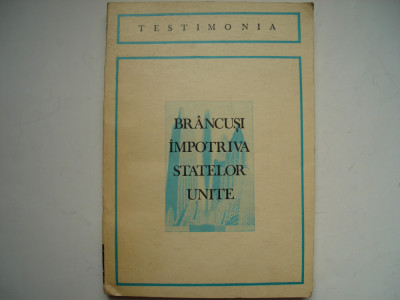 TESTIMONIA
BRÂNCUȘI
ÎMPOTRIVA
STATELOR
UNITE